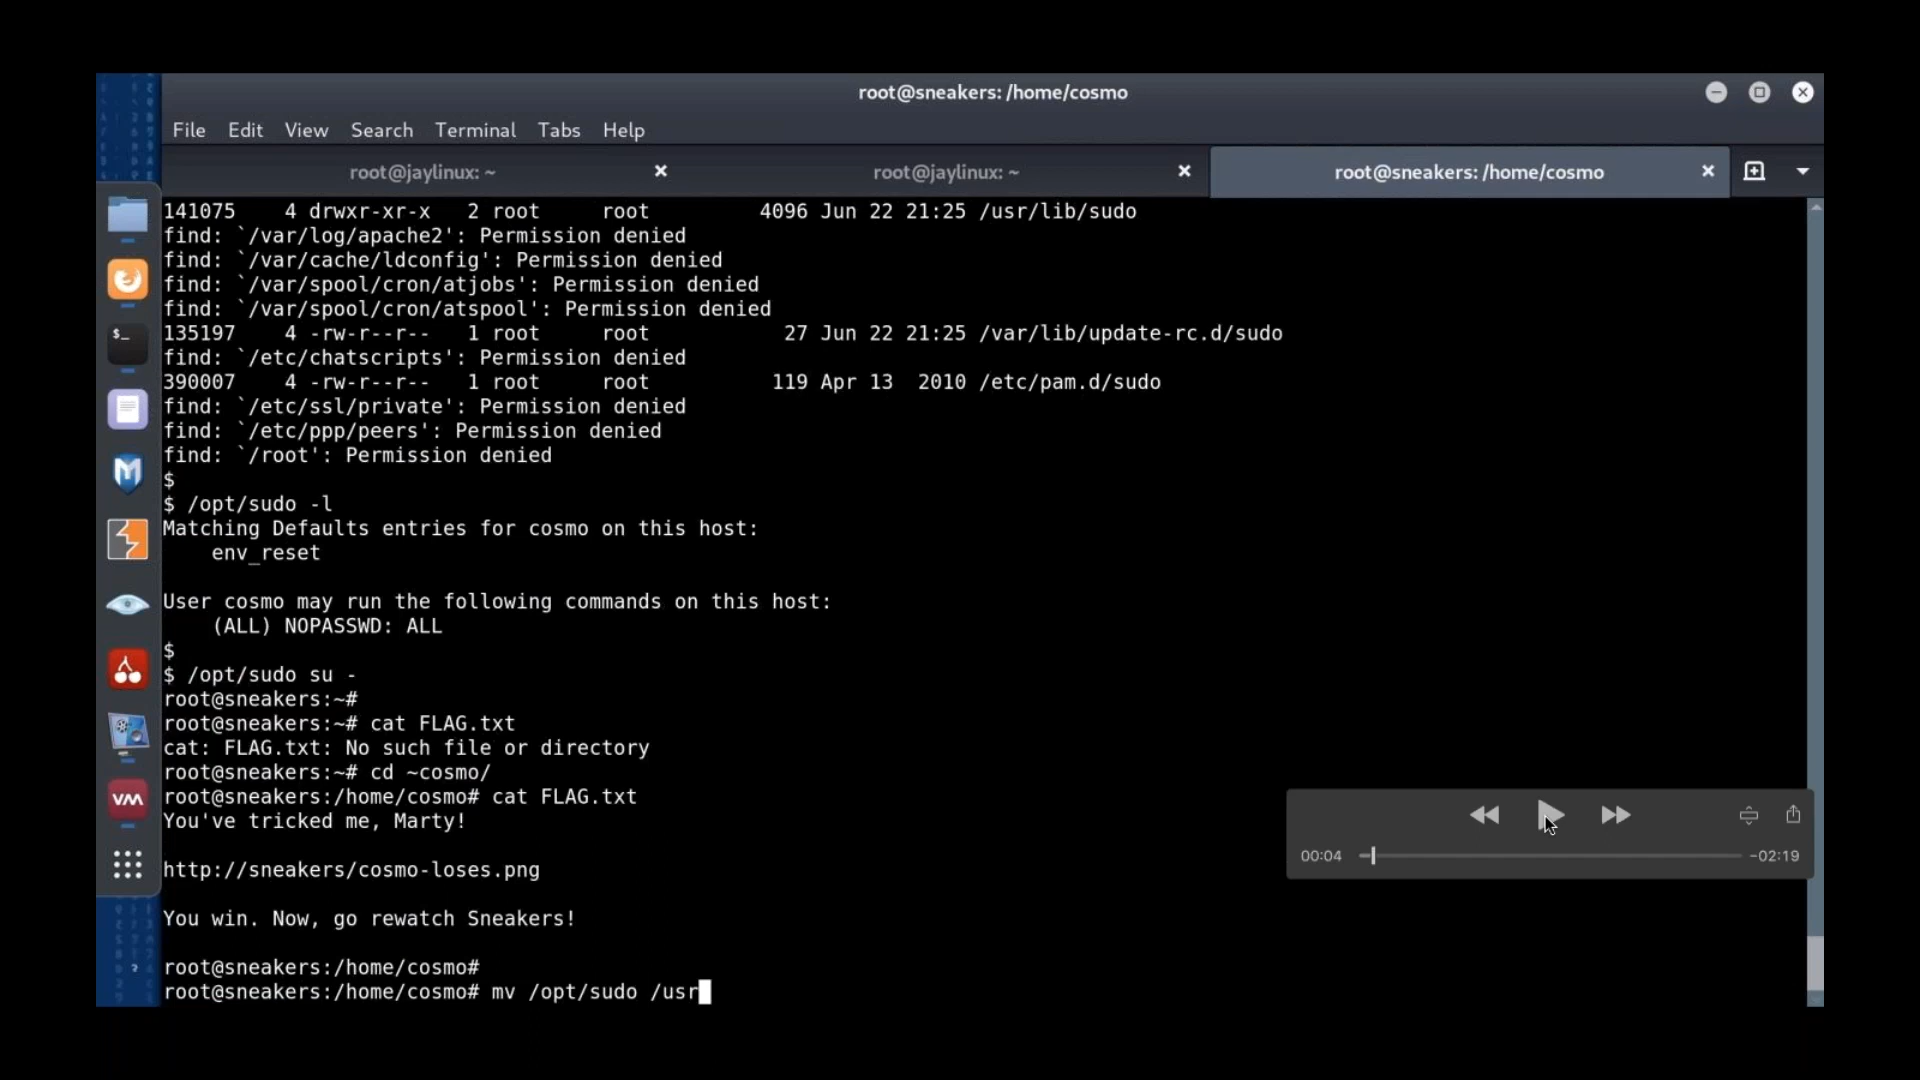 root@sneakers: /home/cosmo
File Edit View Search Terminal Tabs Help
root@jaylinux: ~ root@jaylinux: ~ root@sneakers: /home/cosmo
141075    4 drwxr-xr-x   2 root     root         4096 Jun 22 21:25 /usr/lib/sudo
find: `/var/log/apache2': Permission denied
find: `/var/cache/ldconfig': Permission denied
find: `/var/spool/cron/atjobs': Permission denied
find: `/var/spool/cron/atspool': Permission denied
135197    4 -rw-r--r--   1 root     root           27 Jun 22 21:25 /var/lib/update-rc.d/sudo
find: `/etc/chatscripts': Permission denied
390007    4 -rw-r--r--   1 root     root          119 Apr 13  2010 /etc/pam.d/sudo
find: `/etc/ssl/private': Permission denied
find: `/etc/ppp/peers': Permission denied
find: `/root': Permission denied
$
$ /opt/sudo -l
Matching Defaults entries for cosmo on this host:
    env_reset
User cosmo may run the following commands on this host:
    (ALL) NOPASSWD: ALL
$
$ /opt/sudo su -
root@sneakers:~#
root@sneakers:~# cat FLAG.txt
cat: FLAG.txt: No such file or directory
root@sneakers:~# cd ~cosmo/
root@sneakers:/home/cosmo# cat FLAG.txt
You've tricked me, Marty!
http://sneakers/cosmo-loses.png
You win. Now, go rewatch Sneakers!
root@sneakers:/home/cosmo#
root@sneakers:/home/cosmo# mv /opt/sudo /usr
00:04 -02:19